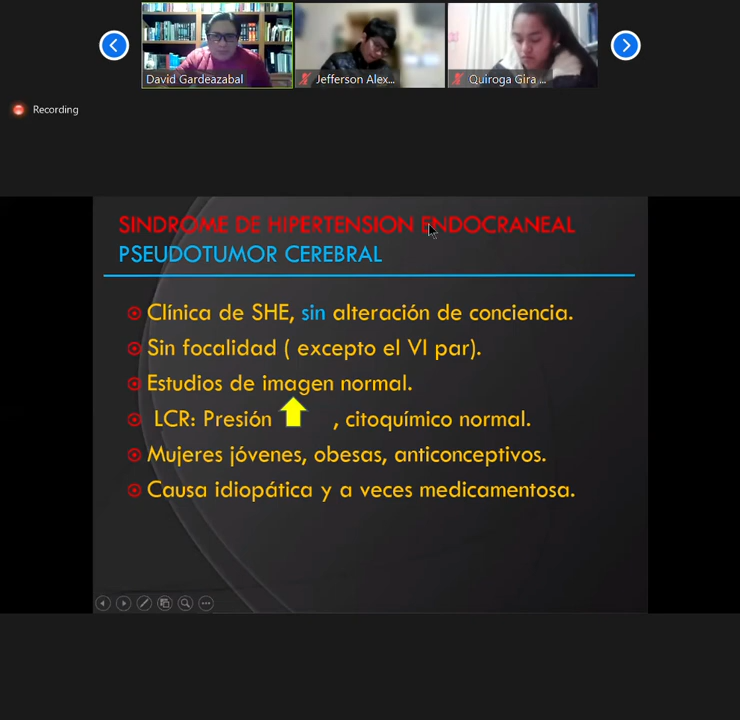 David Gardeazabal
Jefferson Alex...
Quiroga Gira ...
Recording
SINDROME DE HIPERTENSION ENDOCRANEAL
PSEUDOTUMOR CEREBRAL
Clínica de SHE, sin alteración de conciencia.
Sin focalidad ( excepto el VI par).
Estudios de imagen normal.
LCR: Presión , citoquímico normal.
Mujeres jóvenes, obesas, anticonceptivos.
Causa idiopática y a veces medicamentosa.